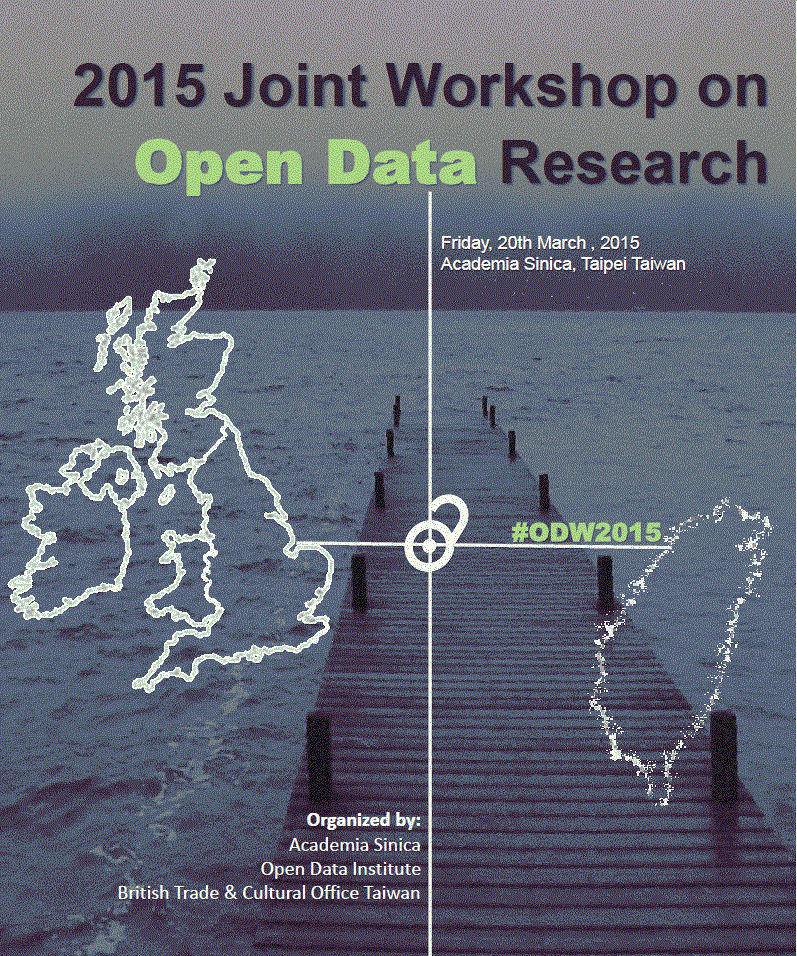 2015 Joint Workshop on
Open Data Research
Friday, 20th March , 2015
Academia Sinica, Taipei Taiwan
#ODW2015
Organized by:
Academia Sinica
Open Data Institute
British Trade & Cultural Office Taiwan